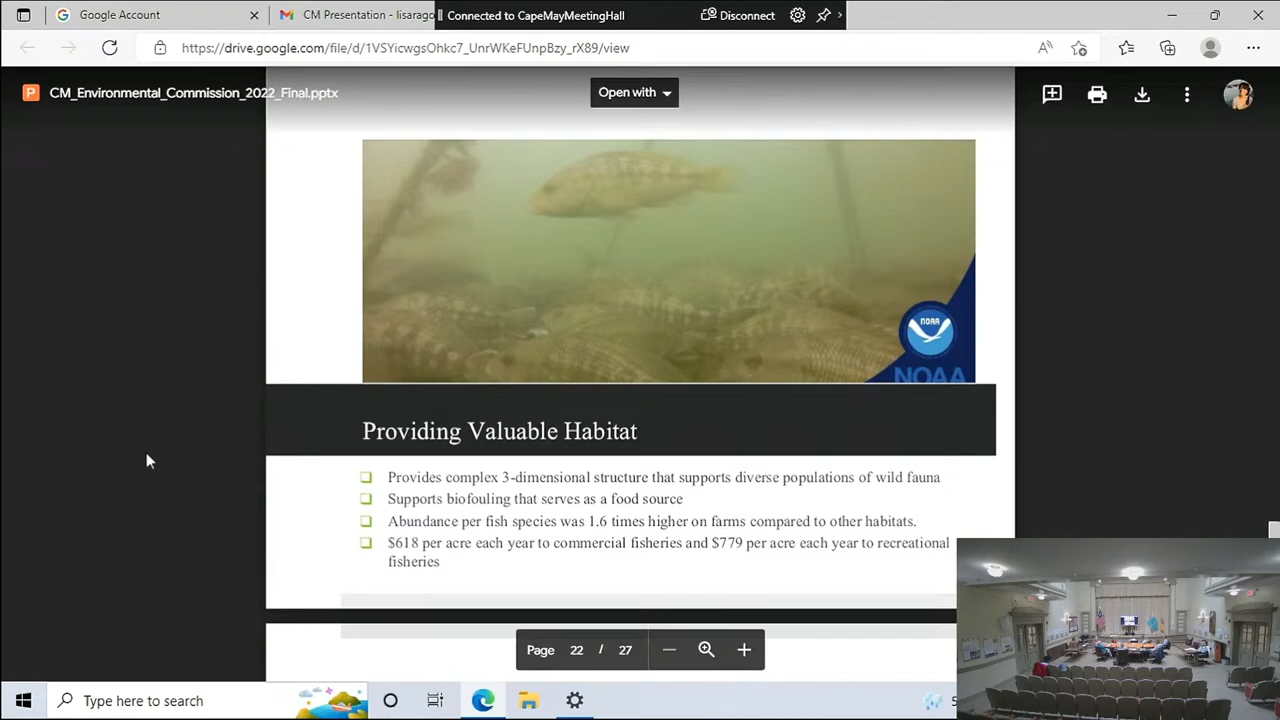 Google Account
CM Presentation - lisarago
Connected to CapeMayMeetingHall
Disconnect
https://drive.google.com/file/d/1VSYicwgsOhkc7_UnrWKeFUnpBzy_rX89/view
P
CM_Environmental_Commission_2022_Final.pptx
Open with
NOAA
NOAA
Providing Valuable Habitat
Provides complex 3-dimensional structure that supports diverse populations of wild fauna
Supports biofouling that serves as a food source
Abundance per fish species was 1.6 times higher on farms compared to other habitats.
$618 per acre each year to commercial fisheries and $779 per acre each year to recreational
fisheries
Page 22 / 27
Type here to search
5